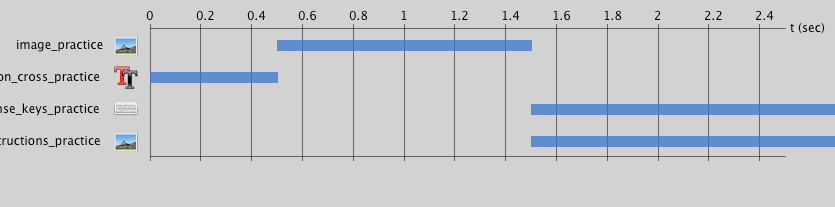 0 0.2 0.4 0.6 0.8 1 1.2 1.4 1.6 1.8 2 2.2 2.4
t (sec)
image_practice
on_cross_practice
nse_keys_practice
tructions_practice